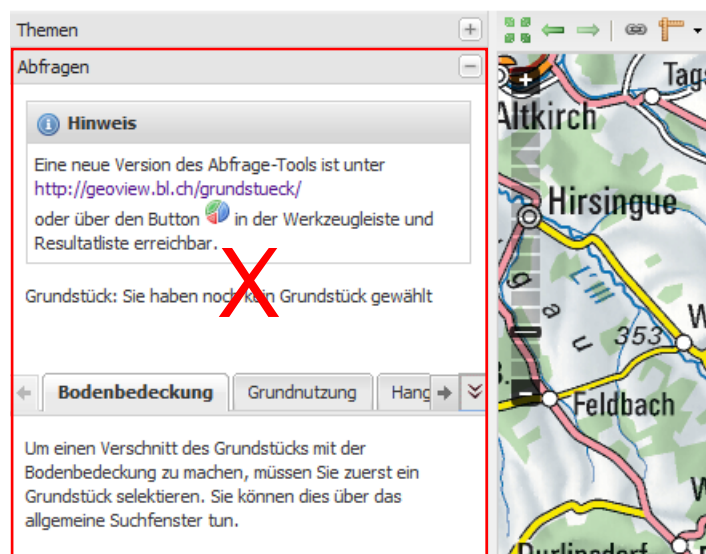 Themen
Abfragen
Hinweis
Eine neue Version des Abfrage-Tools ist unter
http://geoview.bl.ch/grundstueck/
oder über den Button in der Werkzeugleiste und
Resultatliste erreichbar.
X
Grundstück: Sie haben noch kein Grundstück gewählt
Bodenbedeckung Grundnutzung Hang
Um einen Verschnitt des Grundstücks mit der
Bodenbedeckung zu machen, müssen Sie zuerst ein
Grundstück selektieren. Sie können dies über das
allgemeine Suchfenster tun.
Tags
Altkirch
Hirsingue
L'Ill
g a u
353
W
B.
Feldbach
W
Durlinsdorf